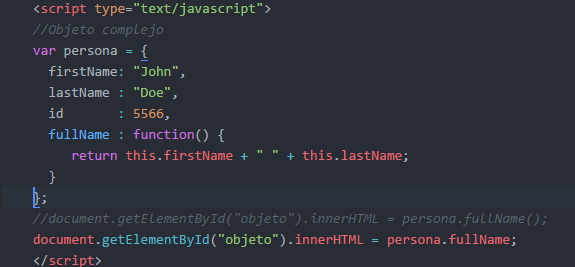 <script type="text/javascript">
//Objeto complejo
var persona = {
  firstName: "John",
  lastName : "Doe",
  id       : 5566,
  fullName : function() {
     return this.firstName + " " + this.lastName;
  }
};
//document.getElementById("objeto").innerHTML = persona.fullName();
document.getElementById("objeto").innerHTML = persona.fullName;
</script>